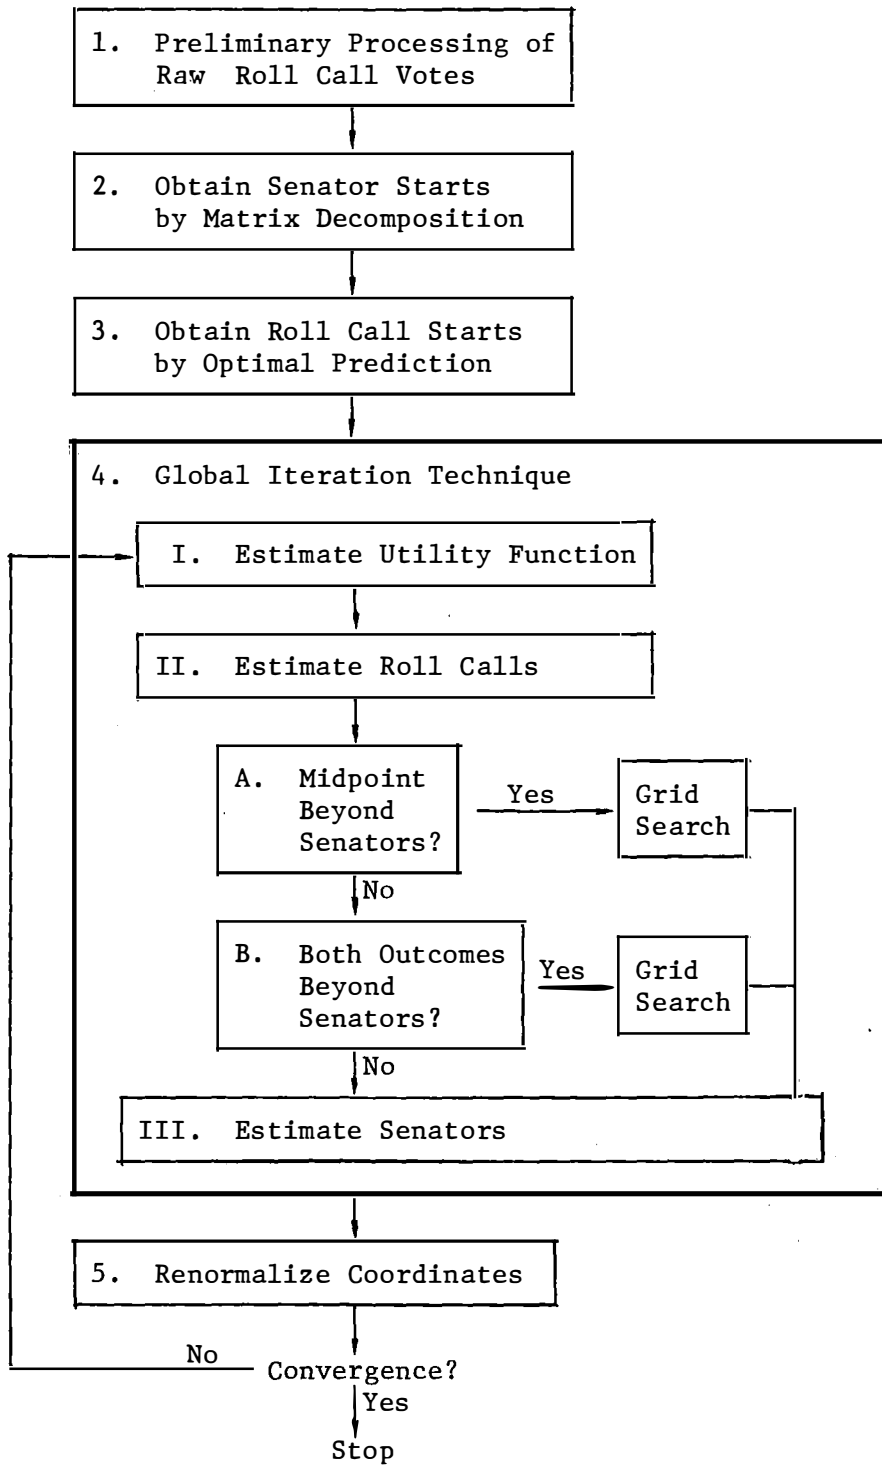 1. Preliminary Processing of
Raw Roll Call Votes
2. Obtain Senator Starts
by Matrix Decomposition
3. Obtain Roll Call Starts
by Optimal Prediction
4. Global Iteration Technique
I. Estimate Utility Function
II. Estimate Roll Calls
A. Midpoint
Beyond
Senators?
Yes
Grid
Search
No
B. Both Outcomes
Beyond
Senators?
Yes
Grid
Search
No
III. Estimate Senators
5. Renormalize Coordinates
No
Convergence?
Yes
Stop